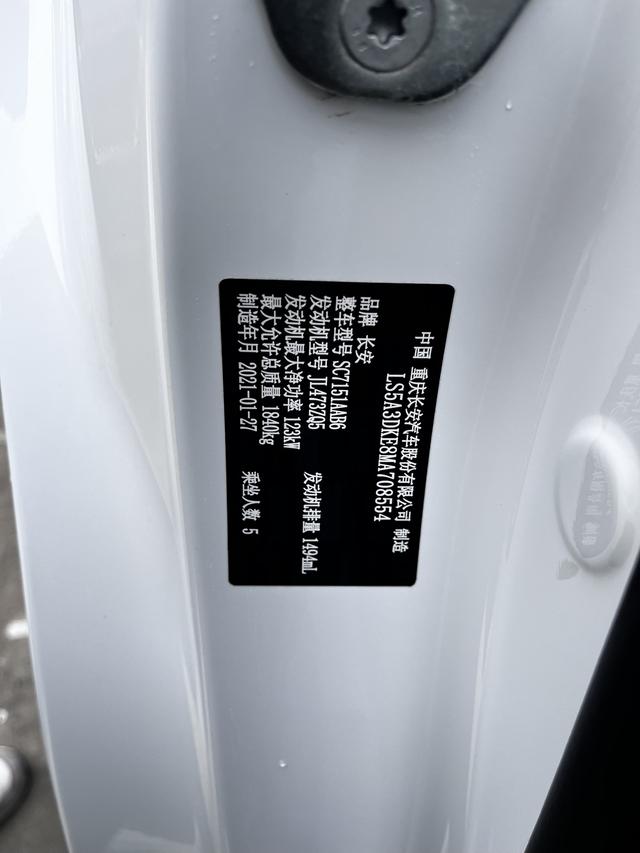 中国 重庆长安汽车股份有限公司 制造
LS5A3DKE8MA708554
品牌 长安
整车型号 SC7151AAB6
发动机型号 JL473ZQ5 发动机排量 1494mL
发动机最大净功率 123kW
最大允许总质量 1840kg
制造年月 2021-01-27 乘坐人数 5